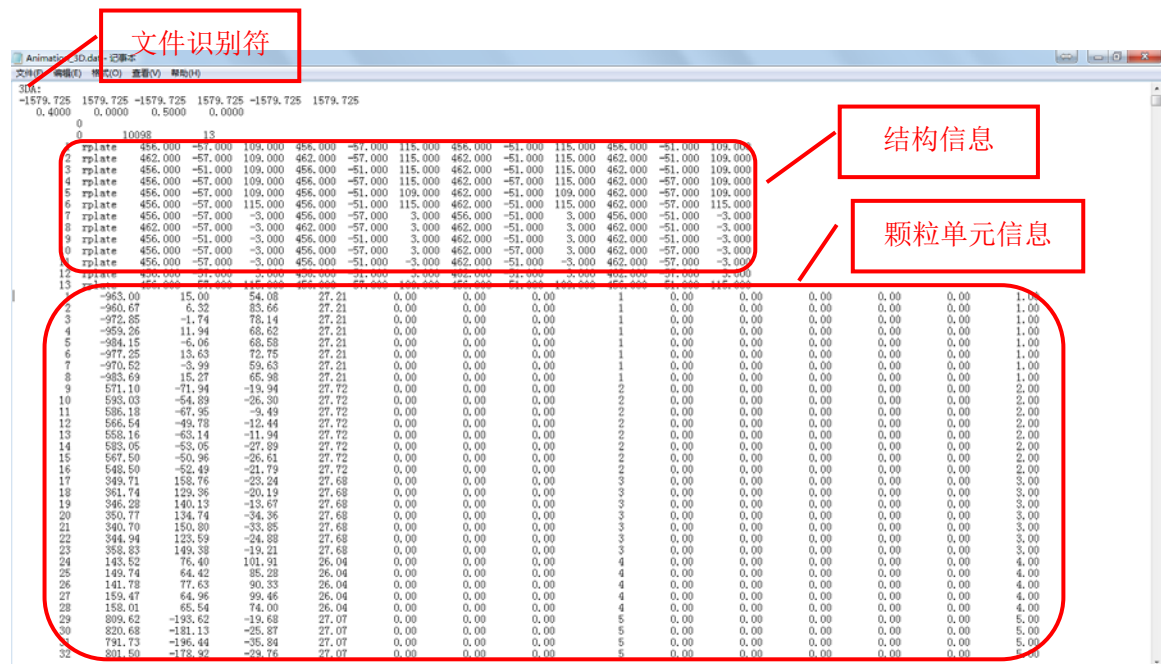 文件识别符
Animation_3D.dat - 记事本
文件(F) 编辑(E) 格式(O) 查看(V) 帮助(H)
3DA:
-1579.725 1579.725 -1579.725 1579.725 -1579.725 1579.725
0.4000 0.0000 0.5000 0.0000
0
0 10098 13
结构信息
1 rplate 456.000 -57.000 109.000 456.000 -57.000 115.000 456.000 -51.000 115.000 456.000 -51.000 109.000
2 rplate 462.000 -57.000 109.000 462.000 -57.000 115.000 462.000 -51.000 115.000 462.000 -51.000 109.000
3 rplate 456.000 -51.000 109.000 456.000 -51.000 115.000 462.000 -51.000 115.000 462.000 -51.000 109.000
4 rplate 456.000 -57.000 109.000 456.000 -57.000 115.000 462.000 -57.000 115.000 462.000 -57.000 109.000
5 rplate 456.000 -57.000 109.000 456.000 -51.000 109.000 462.000 -51.000 109.000 462.000 -57.000 109.000
6 rplate 456.000 -57.000 115.000 456.000 -51.000 115.000 462.000 -51.000 115.000 462.000 -57.000 115.000
7 rplate 456.000 -57.000 -3.000 456.000 -57.000 3.000 456.000 -51.000 3.000 456.000 -51.000 -3.000
8 rplate 462.000 -57.000 -3.000 462.000 -57.000 3.000 462.000 -51.000 3.000 462.000 -51.000 -3.000
9 rplate 456.000 -51.000 -3.000 456.000 -51.000 3.000 462.000 -51.000 3.000 462.000 -51.000 -3.000
10 rplate 456.000 -57.000 -3.000 456.000 -57.000 3.000 462.000 -57.000 3.000 462.000 -57.000 -3.000
11 rplate 456.000 -57.000 -3.000 456.000 -51.000 -3.000 462.000 -51.000 -3.000 462.000 -57.000 -3.000
12 rplate
13 rplate
颗粒单元信息
1 -963.00 15.00 54.08 27.21 0.00 0.00 0.00 1 0.00 0.00 0.00 0.00 0.00 1.00
2 -960.67 6.32 83.66 27.21 0.00 0.00 0.00 1 0.00 0.00 0.00 0.00 0.00 1.00
3 -972.85 -1.74 78.14 27.21 0.00 0.00 0.00 1 0.00 0.00 0.00 0.00 0.00 1.00
4 -959.26 11.94 68.62 27.21 0.00 0.00 0.00 1 0.00 0.00 0.00 0.00 0.00 1.00
5 -984.15 -6.06 68.58 27.21 0.00 0.00 0.00 1 0.00 0.00 0.00 0.00 0.00 1.00
6 -977.25 13.63 72.75 27.21 0.00 0.00 0.00 1 0.00 0.00 0.00 0.00 0.00 1.00
7 -970.52 -3.99 59.63 27.21 0.00 0.00 0.00 1 0.00 0.00 0.00 0.00 0.00 1.00
8 -983.69 15.27 65.98 27.21 0.00 0.00 0.00 1 0.00 0.00 0.00 0.00 0.00 1.00
9 571.10 -71.94 -19.94 27.72 0.00 0.00 0.00 2 0.00 0.00 0.00 0.00 0.00 2.00
10 593.03 -54.89 -26.30 27.72 0.00 0.00 0.00 2 0.00 0.00 0.00 0.00 0.00 2.00
11 586.18 -67.95 -9.49 27.72 0.00 0.00 0.00 2 0.00 0.00 0.00 0.00 0.00 2.00
12 566.54 -49.78 -12.44 27.72 0.00 0.00 0.00 2 0.00 0.00 0.00 0.00 0.00 2.00
13 558.16 -63.14 -11.94 27.72 0.00 0.00 0.00 2 0.00 0.00 0.00 0.00 0.00 2.00
14 583.05 -53.05 -27.89 27.72 0.00 0.00 0.00 2 0.00 0.00 0.00 0.00 0.00 2.00
15 567.50 -50.96 -26.61 27.72 0.00 0.00 0.00 2 0.00 0.00 0.00 0.00 0.00 2.00
16 548.50 -52.49 -21.79 27.72 0.00 0.00 0.00 2 0.00 0.00 0.00 0.00 0.00 2.00
17 349.71 158.76 -23.24 27.68 0.00 0.00 0.00 3 0.00 0.00 0.00 0.00 0.00 3.00
18 361.74 129.36 -20.19 27.68 0.00 0.00 0.00 3 0.00 0.00 0.00 0.00 0.00 3.00
19 346.28 140.13 -13.67 27.68 0.00 0.00 0.00 3 0.00 0.00 0.00 0.00 0.00 3.00
20 350.77 134.74 -34.36 27.68 0.00 0.00 0.00 3 0.00 0.00 0.00 0.00 0.00 3.00
21 340.70 150.80 -33.85 27.68 0.00 0.00 0.00 3 0.00 0.00 0.00 0.00 0.00 3.00
22 344.94 123.59 -24.88 27.68 0.00 0.00 0.00 3 0.00 0.00 0.00 0.00 0.00 3.00
23 358.83 149.38 -19.21 27.68 0.00 0.00 0.00 3 0.00 0.00 0.00 0.00 0.00 3.00
24 143.52 76.40 101.91 26.04 0.00 0.00 0.00 4 0.00 0.00 0.00 0.00 0.00 4.00
25 149.74 64.42 85.28 26.04 0.00 0.00 0.00 4 0.00 0.00 0.00 0.00 0.00 4.00
26 141.78 77.63 90.33 26.04 0.00 0.00 0.00 4 0.00 0.00 0.00 0.00 0.00 4.00
27 159.47 64.96 99.46 26.04 0.00 0.00 0.00 4 0.00 0.00 0.00 0.00 0.00 4.00
28 158.01 65.54 74.00 26.04 0.00 0.00 0.00 4 0.00 0.00 0.00 0.00 0.00 4.00
29 809.62 -193.62 -19.68 27.07 0.00 0.00 0.00 5 0.00 0.00 0.00 0.00 0.00 5.00
30 820.68 -181.13 -25.87 27.07 0.00 0.00 0.00 5 0.00 0.00 0.00 0.00 0.00 5.00
31 791.73 -196.44 -35.84 27.07 0.00 0.00 0.00 5 0.00 0.00 0.00 0.00 0.00 5.00
32 801.50 -178.92 -29.76 27.07 0.00 0.00 0.00 5 0.00 0.00 0.00 0.00 0.00 5.00